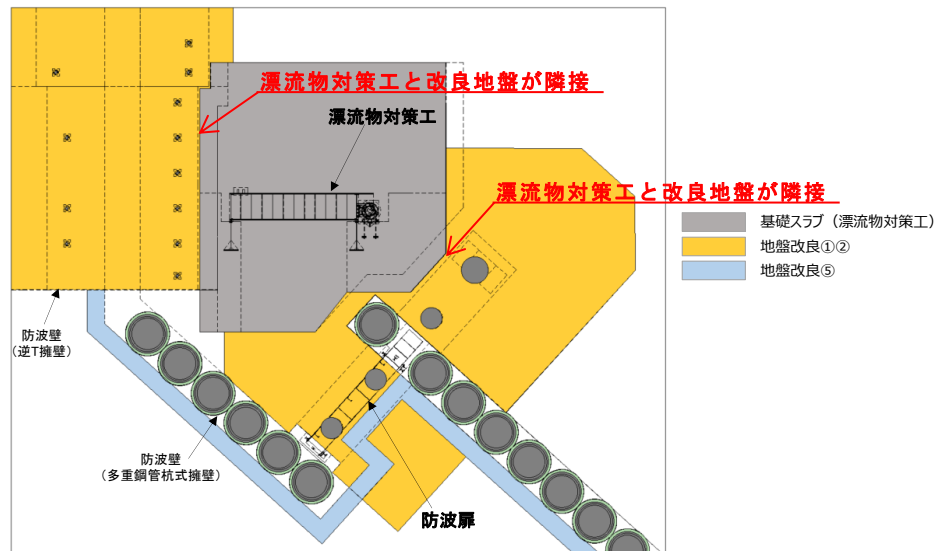 漂流物対策工と改良地盤が隣接
漂流物対策工
漂流物対策工と改良地盤が隣接
基礎スラブ（漂流物対策工）
地盤改良①②
地盤改良⑤
防波壁
（逆T擁壁）
防波壁
（多重鋼管杭式擁壁）
防波扉